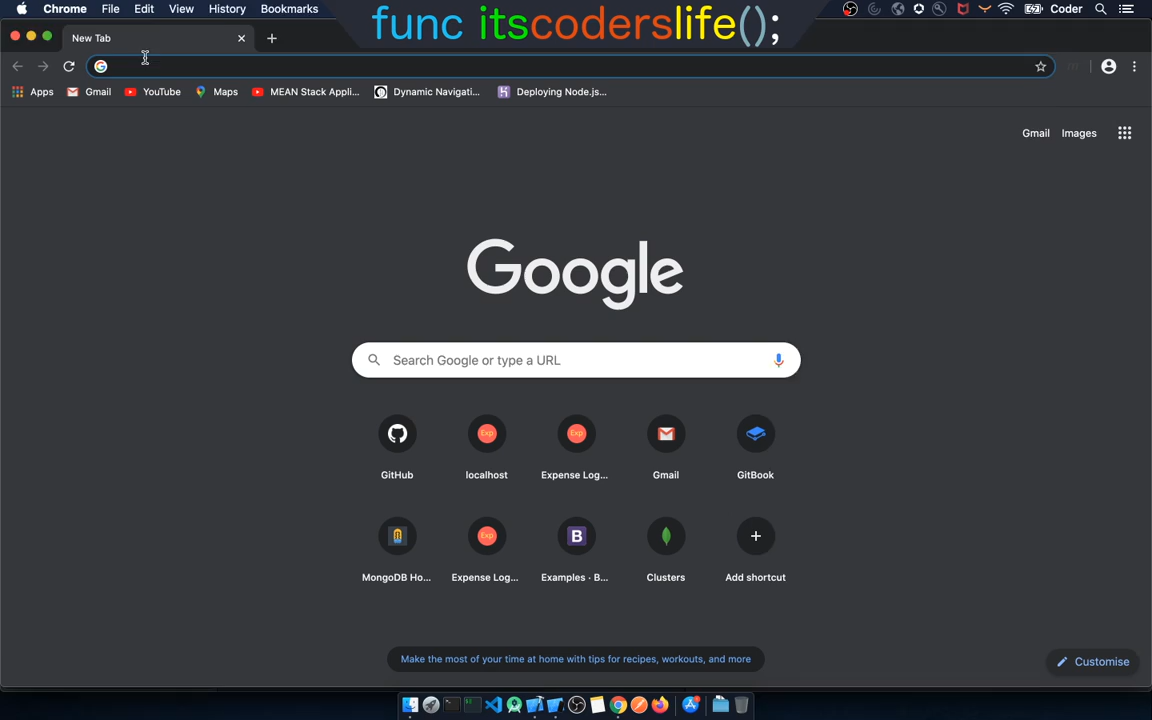 Chrome File Edit View History Bookmarks
func itscoderslife();
Coder
New Tab
Apps Gmail YouTube Maps MEAN Stack Appli... Dynamic Navigati... Deploying Node.js...
Gmail Images
Google
Search Google or type a URL
Exp Exp
GitHub localhost Expense Log... Gmail GitBook
Exp B
MongoDB Ho... Expense Log... Examples · B... Clusters Add shortcut
Make the most of your time at home with tips for recipes, workouts, and more
Customise